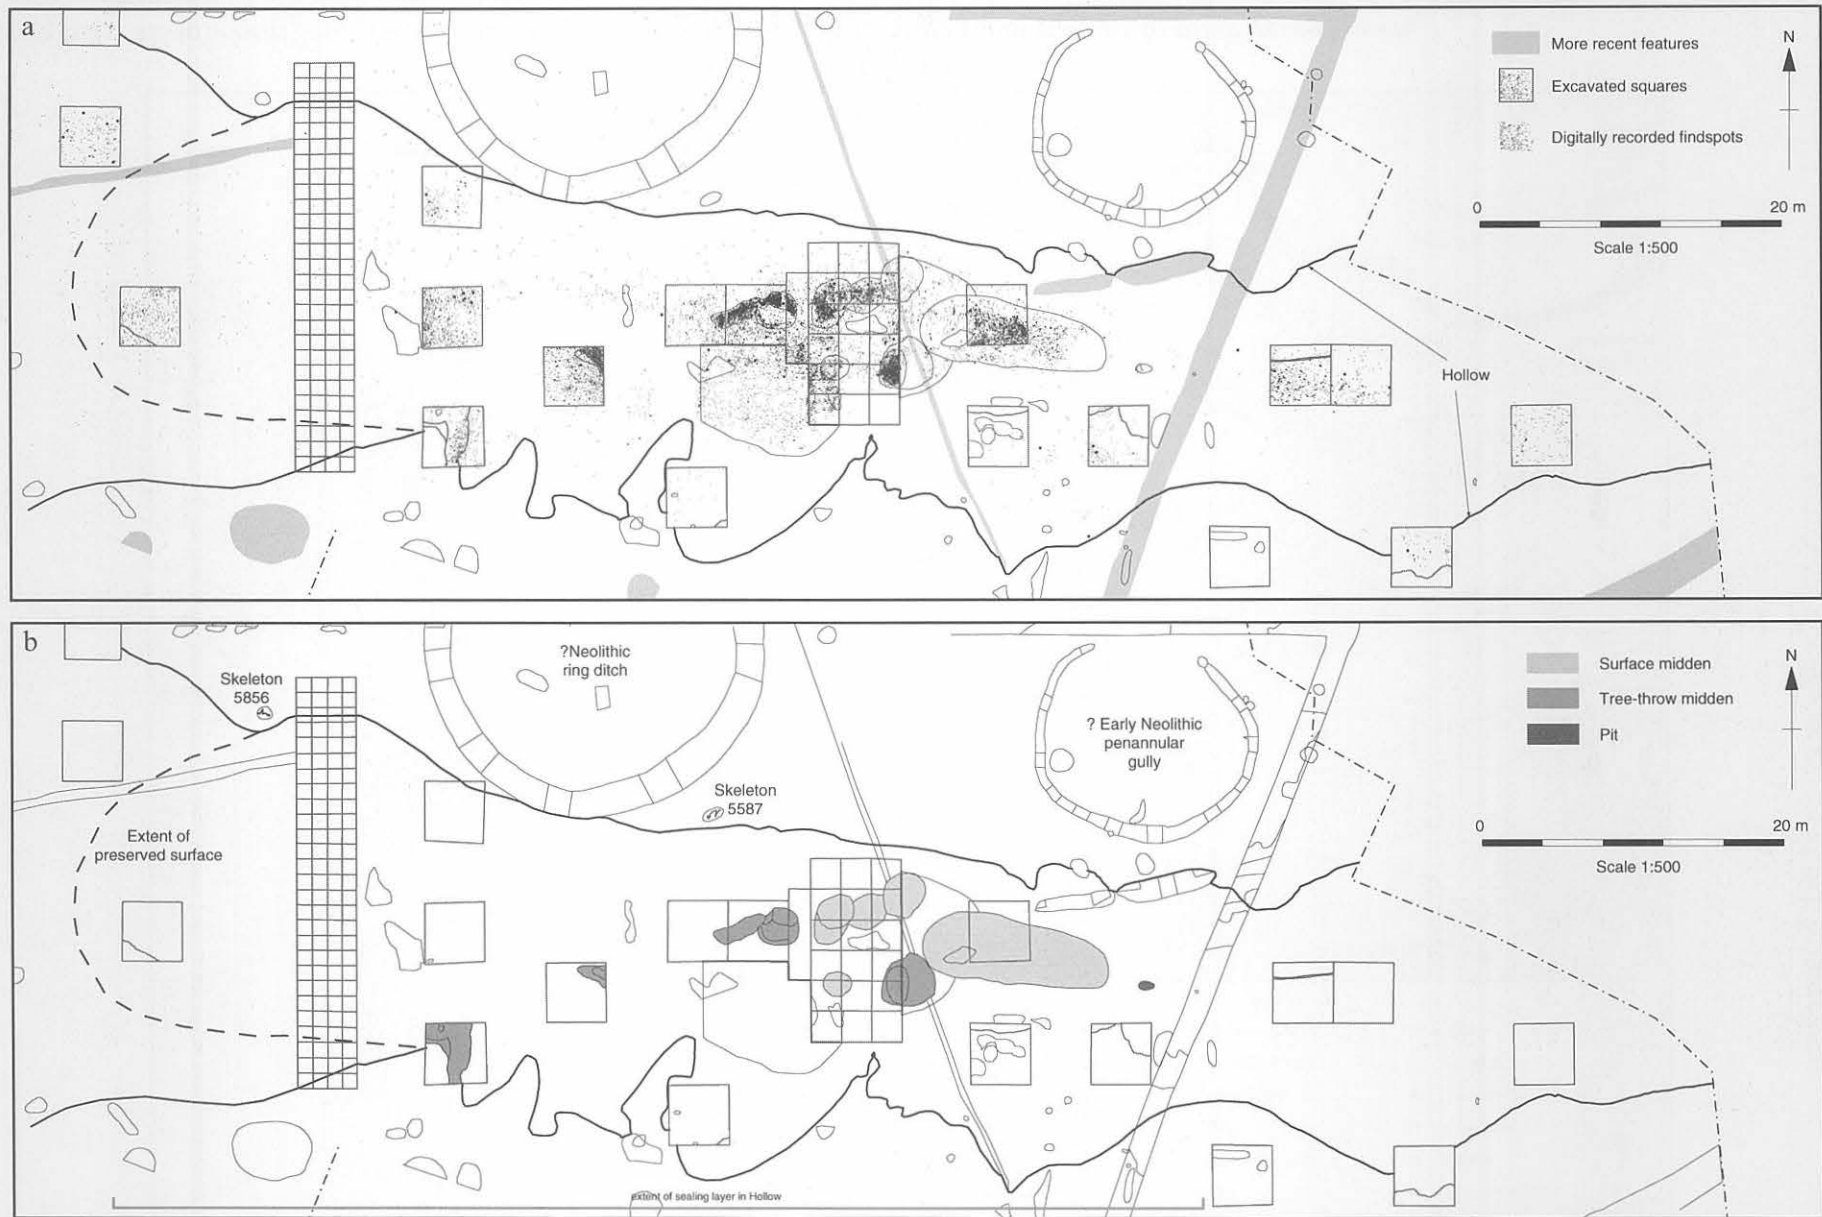 a
More recent features
N
Excavated squares
Digitally recorded findspots
0 20 m
Scale 1:500
Hollow
b
?Neolithic
ring ditch
Skeleton
5856
? Early Neolithic
penannular
gully
Surface midden
N
Tree-throw midden
Pit
Skeleton
5587
0 20 m
Scale 1:500
Extent of
preserved surface
extent of sealing layer in Hollow